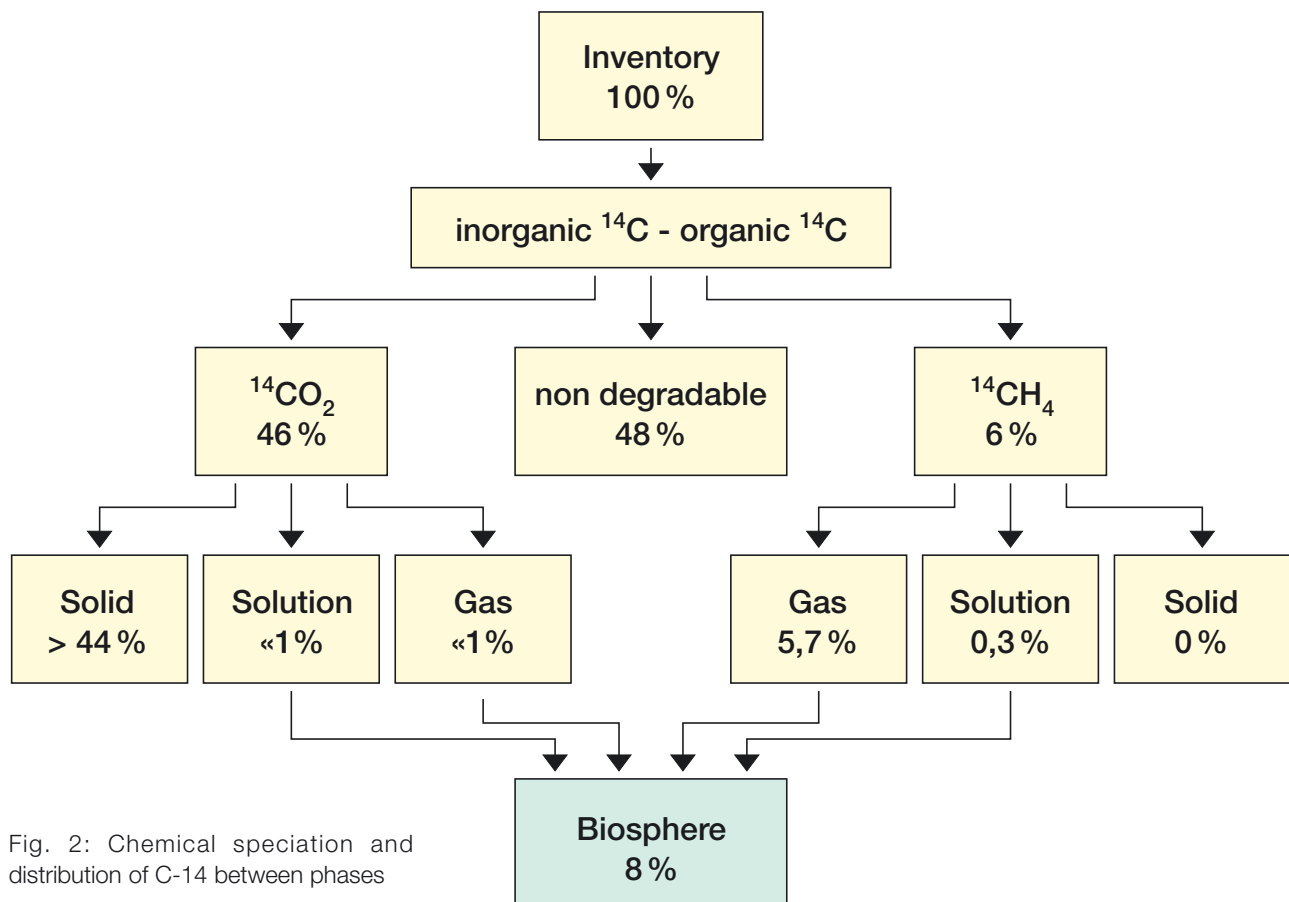 Inventory
100 %
inorganic ¹⁴C - organic ¹⁴C
¹⁴CO₂
46 %
non degradable
48 %
¹⁴CH₄
6 %
Solid
> 44 %
Solution
«1 %
Gas
«1 %
Gas
5,7 %
Solution
0,3 %
Solid
0 %
Biosphere
8 %
Fig. 2: Chemical speciation and
distribution of C-14 between phases